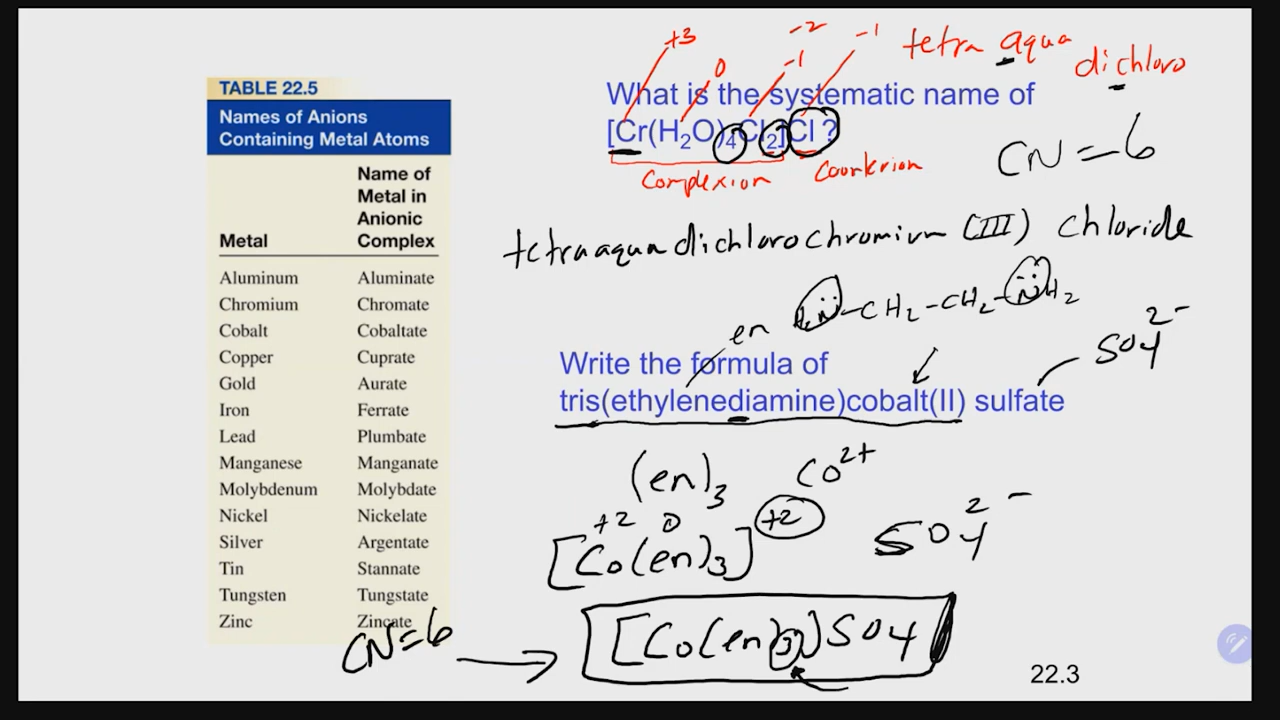 TABLE 22.5
Names of Anions
Containing Metal Atoms
Name of
Metal in
Anionic
Metal Complex
Aluminum Aluminate
Chromium Chromate
Cobalt Cobaltate
Copper Cuprate
Gold Aurate
Iron Ferrate
Lead Plumbate
Manganese Manganate
Molybdenum Molybdate
Nickel Nickelate
Silver Argentate
Tin Stannate
Tungsten Tungstate
Zinc Zincate
CN=6
+3 0 -2 -1 -1
tetra aqua
dichloro
What is the systematic name of
[Cr(H₂O)₄Cl₂]Cl ?
complexion counterion
CN=6
tetraaquadichlorochromium (III) chloride
en H₂N-CH₂-CH₂-NH₂
SO₄²⁻
Write the formula of
tris(ethylenediamine)cobalt(II) sulfate
(en)₃ Co²⁺
+2 0 +2
[Co(en)₃] SO₄²⁻
[Co(en)₃]SO₄
22.3